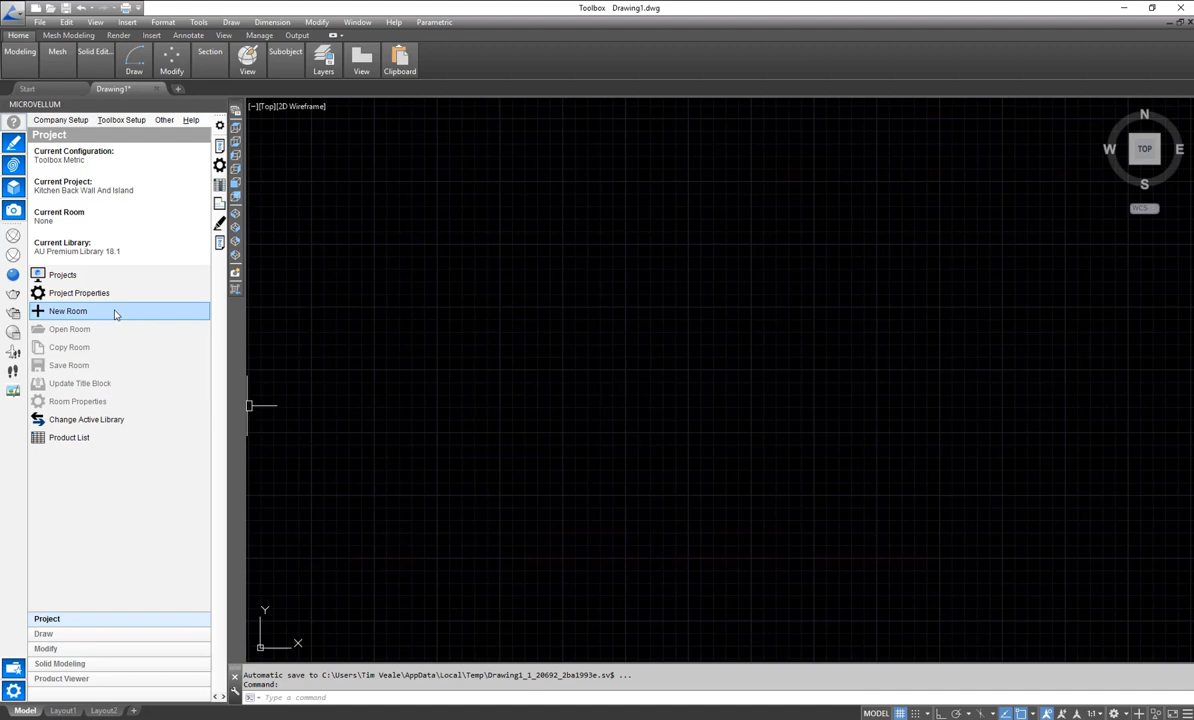 Toolbox Drawing1.dwg
File Edit View Insert Format Tools Draw Dimension Modify Window Help Parametric
Home Mesh Modeling Render Insert Annotate View Manage Output
Modeling Mesh Solid Edit... Draw Modify Section View Subobject Layers View Clipboard
Start Drawing1*
MICROVELLUM
[−][Top][2D Wireframe]
Company Setup Toolbox Setup Other Help
Project
Current Configuration:
Toolbox Metric
Current Project:
Kitchen Back Wall And Island
Current Room
None
Current Library:
AU Premium Library 18.1
Projects
Project Properties
New Room
Open Room
Copy Room
Save Room
Update Title Block
Room Properties
Change Active Library
Product List
N
W TOP E
S
WCS
Y
X
Project
Draw
Modify
Solid Modeling
Product Viewer
Automatic save to C:\Users\Tim Veale\AppData\Local\Temp\Drawing1_1_20692_2ba1993e.sv$ ...
Command:
Type a command
Model Layout1 Layout2 +
MODEL 1:1